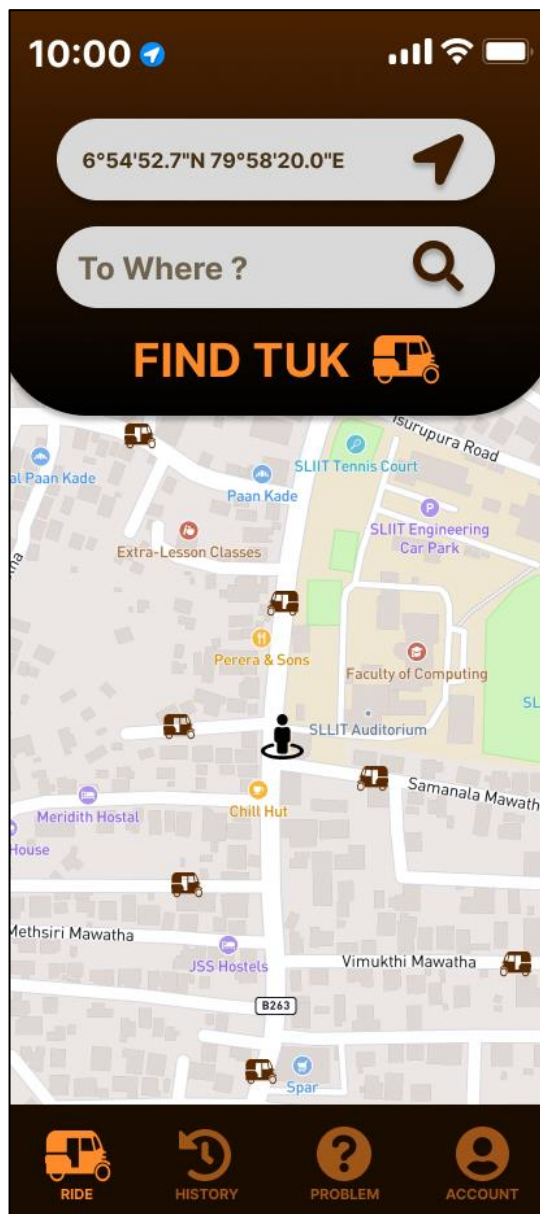 10:00
6°54'52.7"N 79°58'20.0"E
To Where ?
FIND TUK
Isurupura Road
al Paan Kade
SLIIT Tennis Court
Paan Kade
SLIIT Engineering
Car Park
Extra-Lesson Classes
Perera & Sons
Faculty of Computing
SL
SLLIT Auditorium
Samanala Mawath
Meridith Hostal
Chill Hut
House
Methsiri Mawatha
JSS Hostels
Vimukthi Mawatha
B263
Spar
RIDE
HISTORY
PROBLEM
ACCOUNT